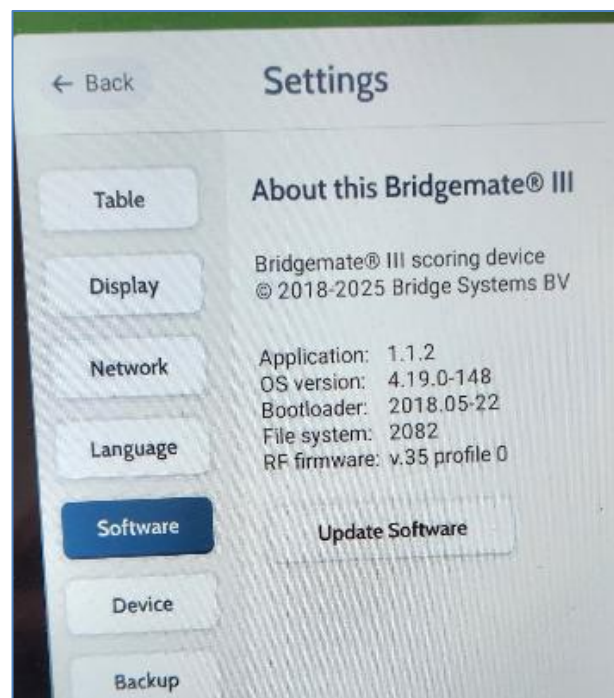 ← Back
Settings
Table
Display
Network
Language
Software
Device
Backup
About this Bridgemate® III
Bridgemate® III scoring device
© 2018-2025 Bridge Systems BV
Application: 1.1.2
OS version: 4.19.0-148
Bootloader: 2018.05-22
File system: 2082
RF firmware: v.35 profile 0
Update Software